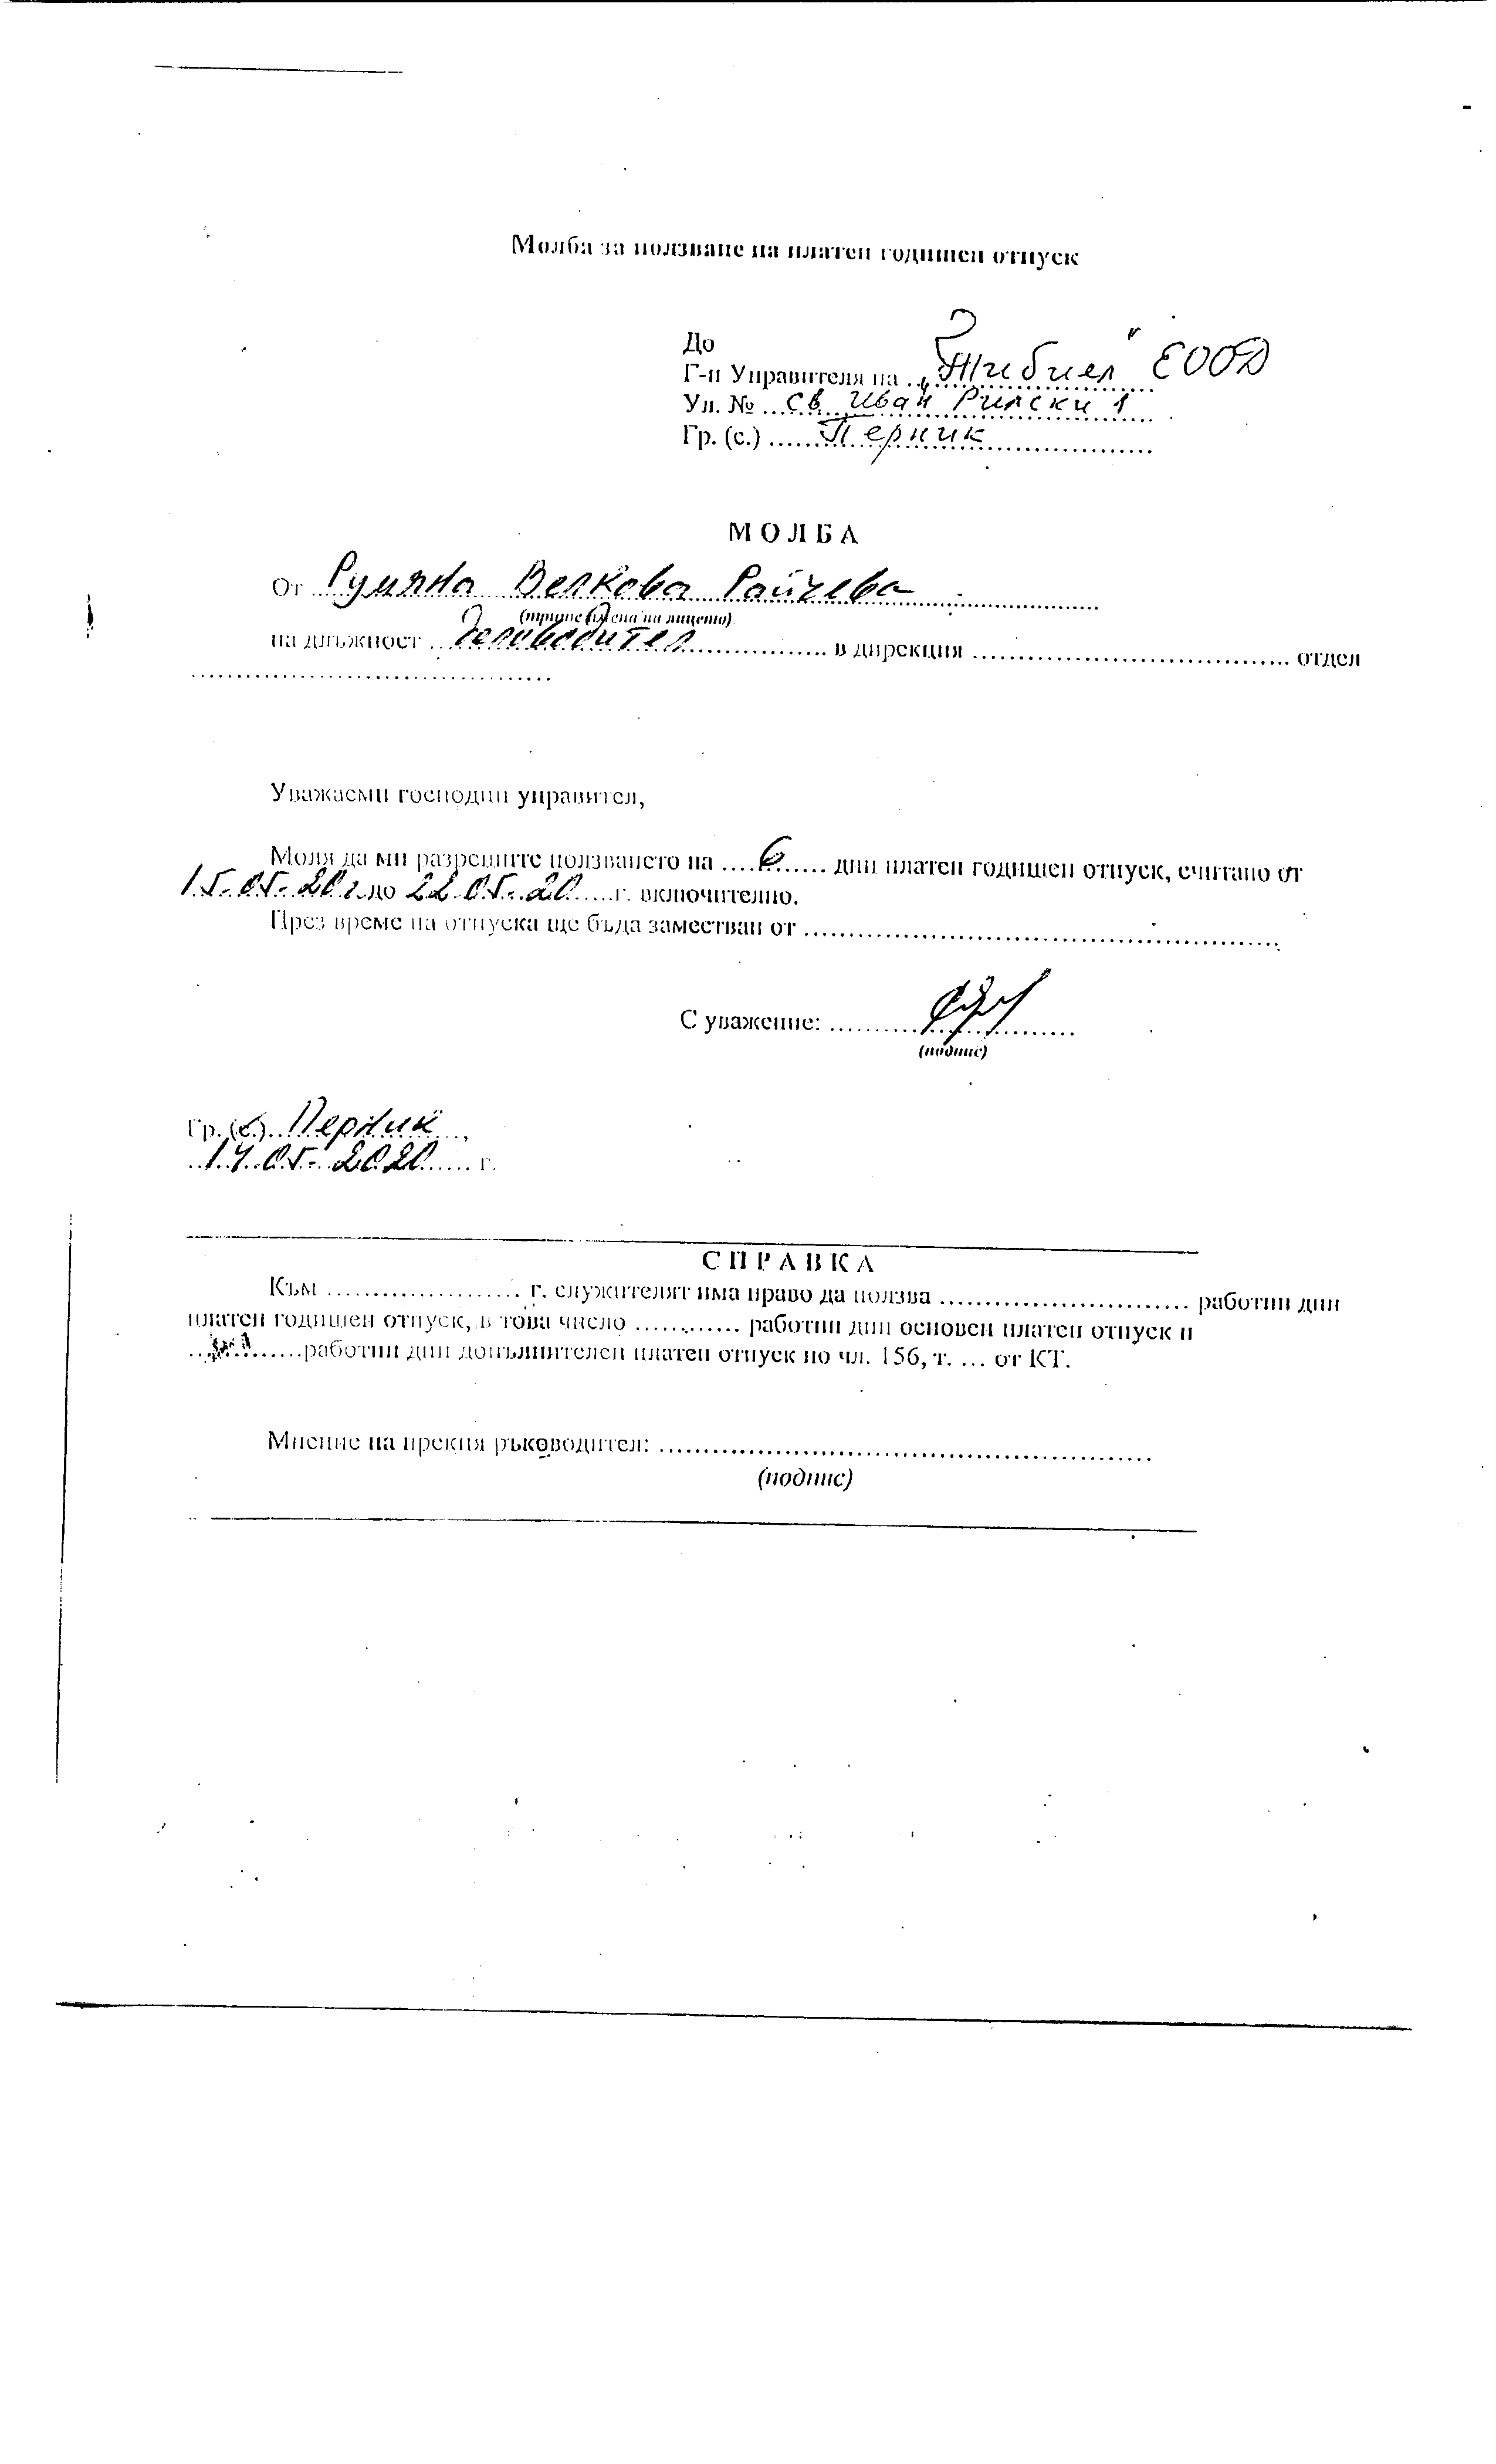 Молба за ползване на платен годишен отпуск
До
Г-н Управителя на „Тибиел" ЕООД
Ул. № Св. Иван Рилски 1
Гр. (с.) Перник
МОЛБА
От Румяна Велкова Райчева
(трите имена на лицето)
на длъжност деловодител в дирекция отдел
Уважаеми господин управител,
Моля да ми разрешите ползването на 6 дни платен годишен отпуск, считано от
15.05.20 г. до 22.05.20 г. включително.
През време на отпуска ще бъда заместван от
С уважение:
(подпис)
Гр. (с.) Перник
14.05.2020 г.
СПРАВКА
Към г. служителят има право да ползва работни дни
платен годишен отпуск, в това число работни дни основен платен отпуск и
работни дни допълнителен платен отпуск по чл. 156, т. ... от КТ.
Мнение на прекия ръководител:
(подпис)